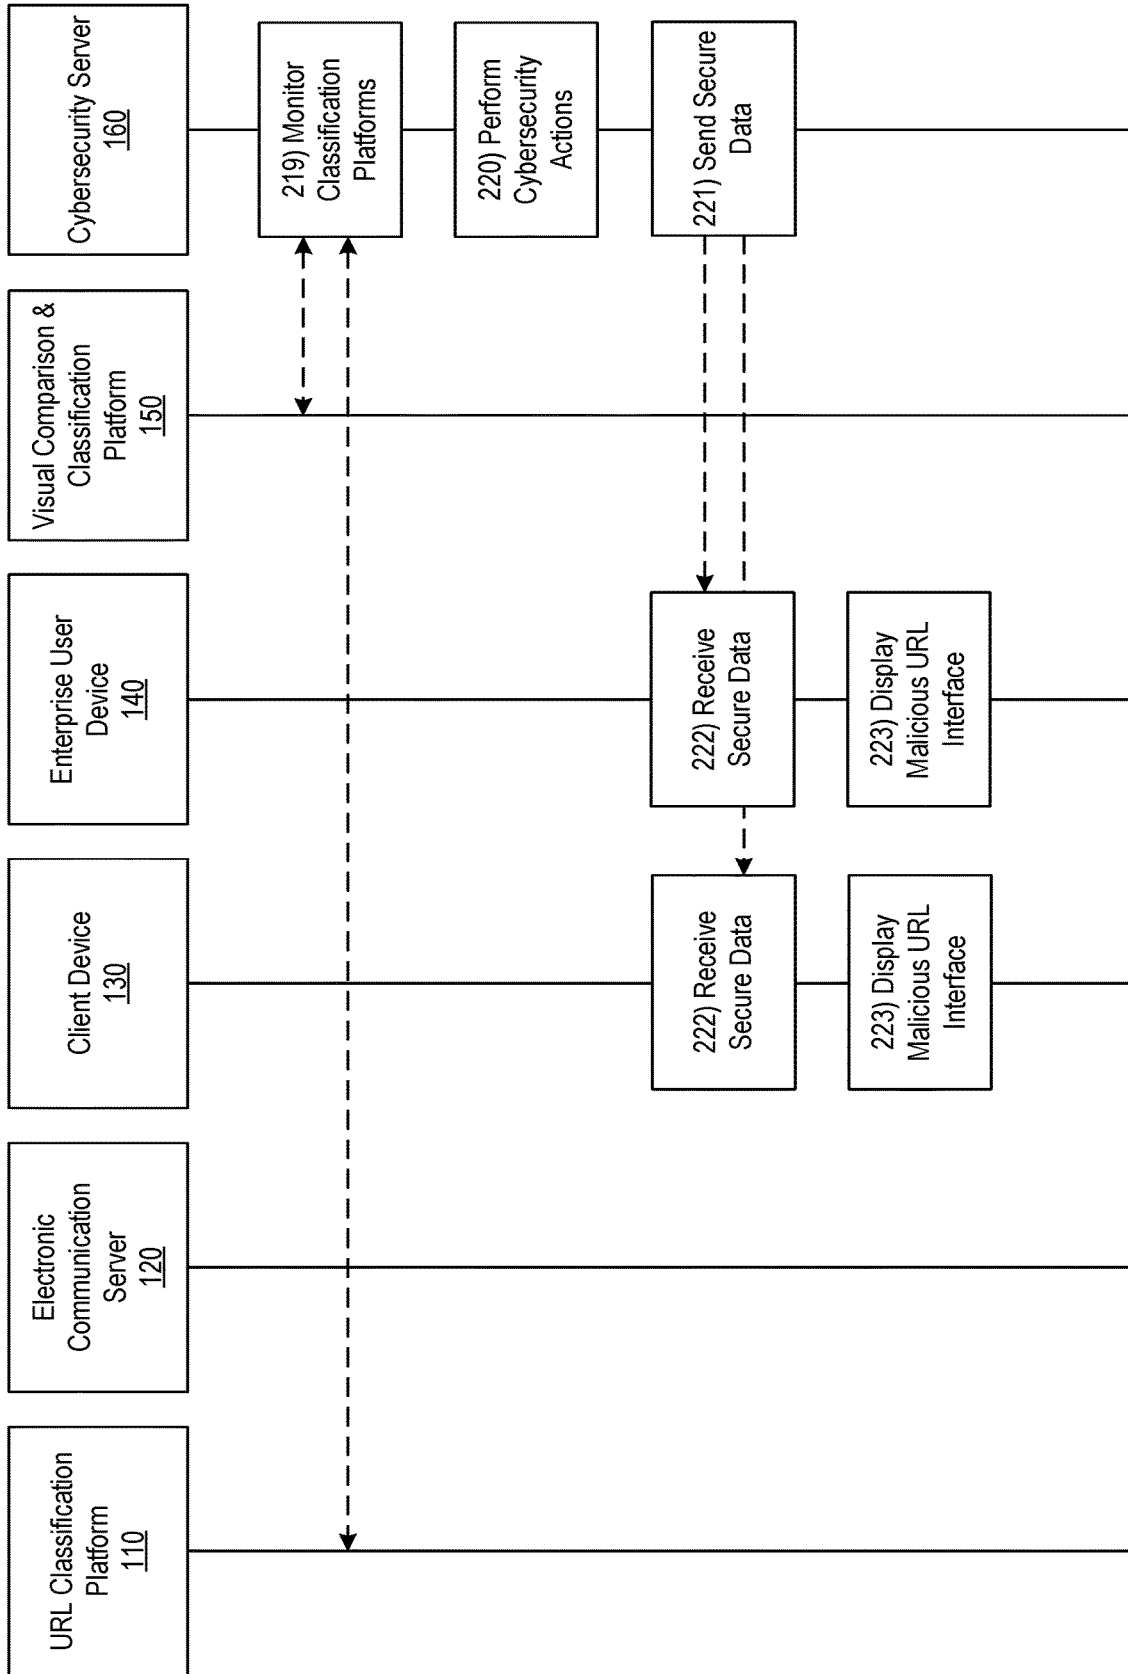 URL Classification
Platform
110
Electronic
Communication
Server
120
Client Device
130
Enterprise User
Device
140
Visual Comparison &
Classification
Platform
150
Cybersecurity Server
160
219) Monitor
Classification
Platforms
220) Perform
Cybersecurity
Actions
222) Receive
Secure Data
222) Receive
Secure Data
221) Send Secure
Data
223) Display
Malicious URL
Interface
223) Display
Malicious URL
Interface